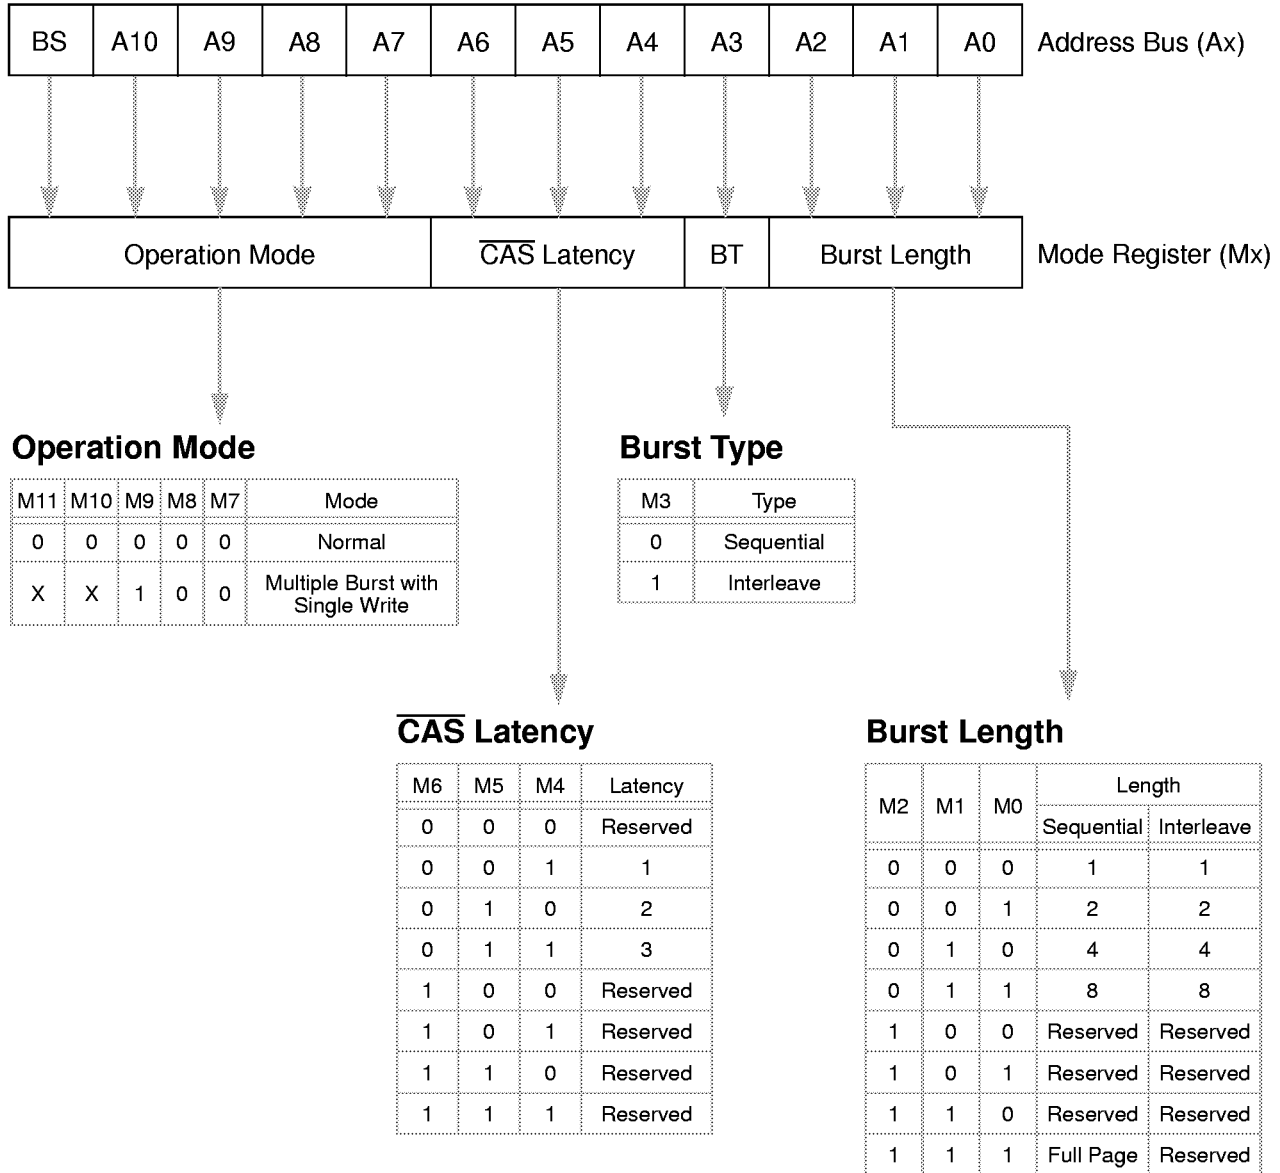 BS A10 A9 A8 A7 A6 A5 A4 A3 A2 A1 A0 Address Bus (Ax)
Operation Mode CAS Latency BT Burst Length Mode Register (Mx)
Operation Mode
M11 M10 M9 M8 M7 Mode
0 0 0 0 0 Normal
X X 1 0 0 Multiple Burst with
Single Write
Burst Type
M3 Type
0 Sequential
1 Interleave
CAS Latency
M6 M5 M4 Latency
0 0 0 Reserved
0 0 1 1
0 1 0 2
0 1 1 3
1 0 0 Reserved
1 0 1 Reserved
1 1 0 Reserved
1 1 1 Reserved
Burst Length
M2 M1 M0 Length
Sequential Interleave
0 0 0 1 1
0 0 1 2 2
0 1 0 4 4
0 1 1 8 8
1 0 0 Reserved Reserved
1 0 1 Reserved Reserved
1 1 0 Reserved Reserved
1 1 1 Full Page Reserved